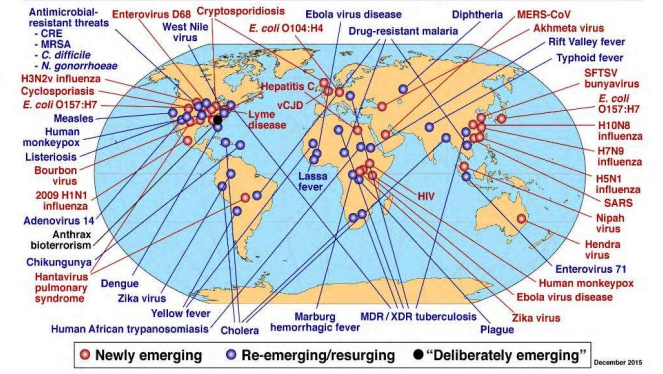 Antimicrobial-
resistant threats
- CRE
- MRSA
- C. difficile
- N. gonorrhoeae
Enterovirus D68
West Nile
virus
Cryptosporidiosis
E. coli O104:H4
Ebola virus disease
Drug-resistant malaria
Diphtheria
MERS-CoV
Akhmeta virus
Rift Valley fever
Typhoid fever
SFTSV
bunyavirus
E. coli
O157:H7
H10N8
influenza
H7N9
influenza
H5N1
influenza
SARS
Nipah
virus
Hendra
virus
Enterovirus 71
Human monkeypox
Ebola virus disease
Zika virus
Plague
H3N2v influenza
Cyclosporiasis
E. coli O157:H7
Measles
Human
monkeypox
Listeriosis
Bourbon
virus
2009 H1N1
influenza
Adenovirus 14
Anthrax
bioterrorism
Chikungunya
Hantavirus
pulmonary
syndrome
Dengue
Zika virus
Yellow fever
Human African trypanosomiasis
Cholera
Marburg
hemorrhagic fever
MDR/XDR tuberculosis
Hepatitis C
vCJD
Lyme
disease
Lassa
fever
HIV
Newly emerging
Re-emerging/resurging
“Deliberately emerging”
December 2015